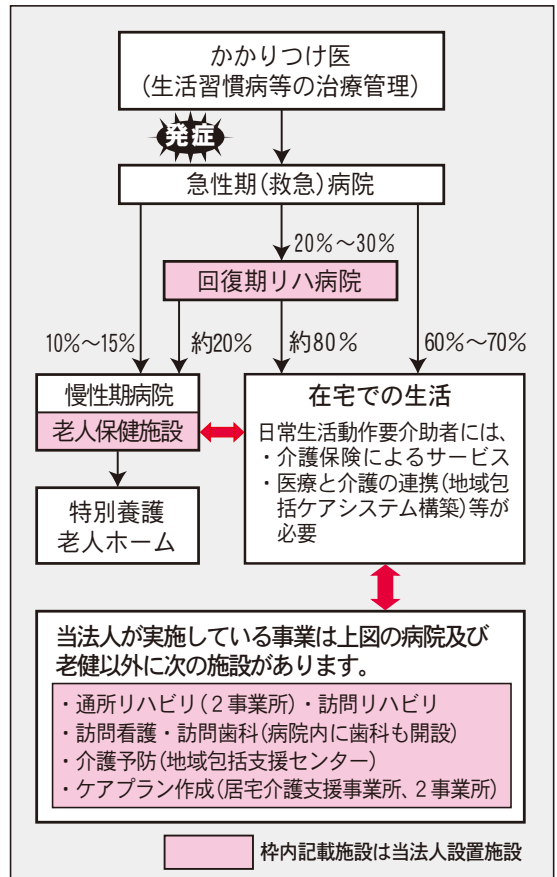 かかりつけ医
(生活習慣病等の治療管理)
発症
急性期(救急)病院
20%～30%
回復期リハ病院
10%～15%
約20%
約80%
60%～70%
慢性期病院
老人保健施設
特別養護
老人ホーム
在宅での生活
日常生活動作要介助者には、
・介護保険によるサービス
・医療と介護の連携(地域包
括ケアシステム構築)等が
必要
当法人が実施している事業は上図の病院及び
老健以外に次の施設があります。
・通所リハビリ(２事業所)・訪問リハビリ
・訪問看護・訪問歯科(病院内に歯科も開設)
・介護予防(地域包括支援センター)
・ケアプラン作成(居宅介護支援事業所、２事業所)
枠内記載施設は当法人設置施設